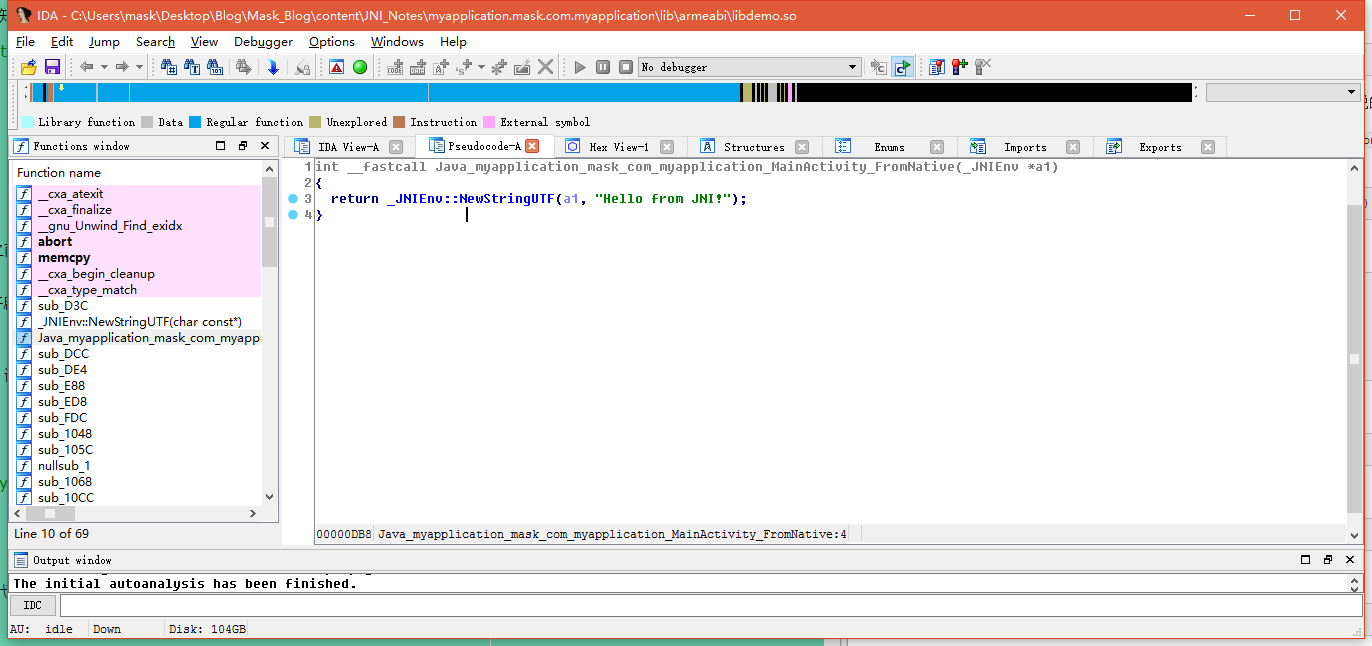 IDA - C:\Users\mask\Desktop\Blog\Mask_Blog\content\JNI_Notes\myapplication.mask.com.myapplication\lib\armeabi\libdemo.so
File Edit Jump Search View Debugger Options Windows Help
No debugger
Library function Data Regular function Unexplored Instruction External symbol
Functions window
IDA View-A Pseudocode-A Hex View-1 Structures Enums Imports Exports
Function name
__cxa_atexit
__cxa_finalize
__gnu_Unwind_Find_exidx
abort
memcpy
__cxa_begin_cleanup
__cxa_type_match
sub_D3C
_JNIEnv::NewStringUTF(char const*)
Java_myapplication_mask_com_myapp
sub_DCC
sub_DE4
sub_E88
sub_ED8
sub_FDC
sub_1048
sub_105C
nullsub_1
sub_1068
sub_10CC
Line 10 of 69
1 int __fastcall Java_myapplication_mask_com_myapplication_MainActivity_FromNative(_JNIEnv *a1)
2 {
3 return _JNIEnv::NewStringUTF(a1, "Hello from JNI!");
4 }
00000DB8 Java_myapplication_mask_com_myapplication_MainActivity_FromNative:4
Output window
The initial autoanalysis has been finished.
IDC
AU: idle Down Disk: 104GB